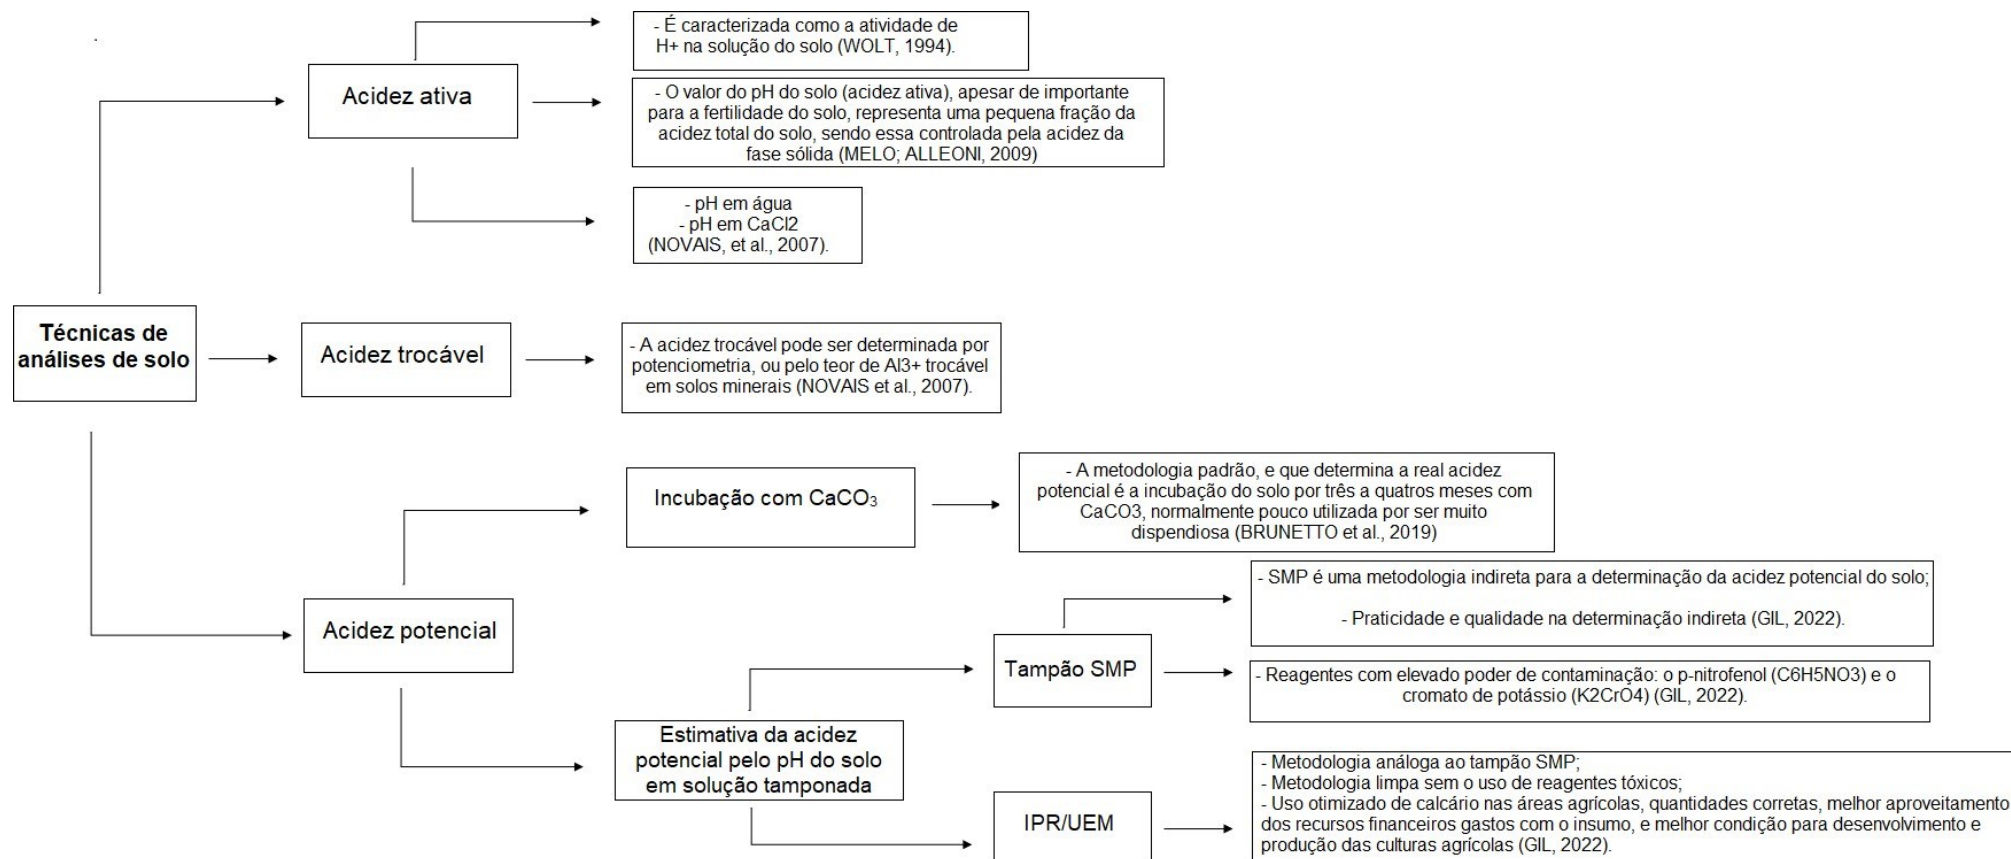 - É caracterizada como a atividade de
H+ na solução do solo (WOLT, 1994).
Acidez ativa
- O valor do pH do solo (acidez ativa), apesar de importante
para a fertilidade do solo, representa uma pequena fração da
acidez total do solo, sendo essa controlada pela acidez da
fase sólida (MELO; ALLEONI, 2009)
- pH em água
- pH em CaCl2
(NOVAIS, et al., 2007).
Técnicas de
análises de solo
Acidez trocável
- A acidez trocável pode ser determinada por
potenciometria, ou pelo teor de Al3+ trocável
em solos minerais (NOVAIS et al., 2007).
Incubação com CaCO₃
- A metodologia padrão, e que determina a real acidez
potencial é a incubação do solo por três a quatros meses com
CaCO3, normalmente pouco utilizada por ser muito
dispendiosa (BRUNETTO et al., 2019)
Acidez potencial
- SMP é uma metodologia indireta para a determinação da acidez potencial do solo;
- Praticidade e qualidade na determinação indireta (GIL, 2022).
Tampão SMP
- Reagentes com elevado poder de contaminação: o p-nitrofenol (C6H5NO3) e o
cromato de potássio (K2CrO4) (GIL, 2022).
Estimativa da acidez
potencial pelo pH do solo
em solução tamponada
IPR/UEM
- Metodologia análoga ao tampão SMP;
- Metodologia limpa sem o uso de reagentes tóxicos;
- Uso otimizado de calcário nas áreas agrícolas, quantidades corretas, melhor aproveitamento
dos recursos financeiros gastos com o insumo, e melhor condição para desenvolvimento e
produção das culturas agrícolas (GIL, 2022).